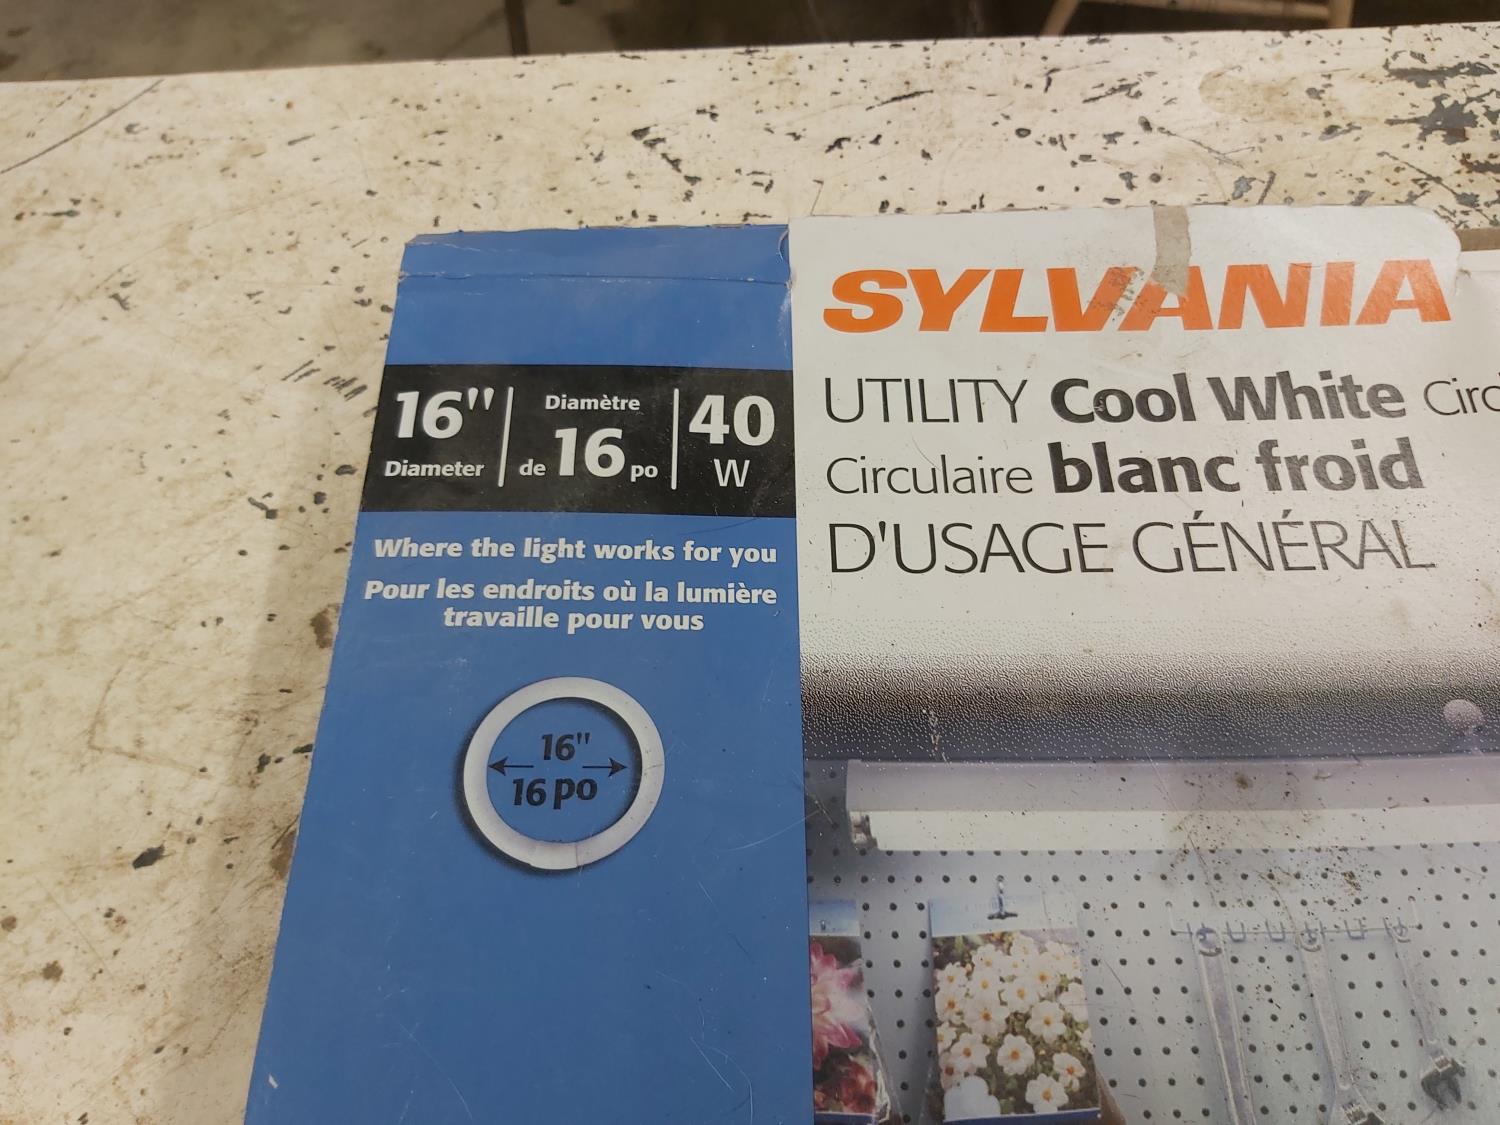 16"
Diameter
Diamètre
de 16 po
40
W
Where the light works for you
Pour les endroits où la lumière
travaille pour vous
16"
16 po
SYLVANIA
UTILITY Cool White
Circulaire blanc froid
D'USAGE GÉNÉRAL